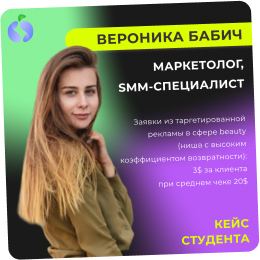 ВЕРОНИКА БАБИЧ
МАРКЕТОЛОГ,
SMM-СПЕЦИАЛИСТ
Заявки из таргетированной
рекламы в сфере beauty
(ниша с высоким
коэффициентом возвратности):
3$ за клиента
при среднем чеке 20$
КЕЙС
СТУДЕНТА